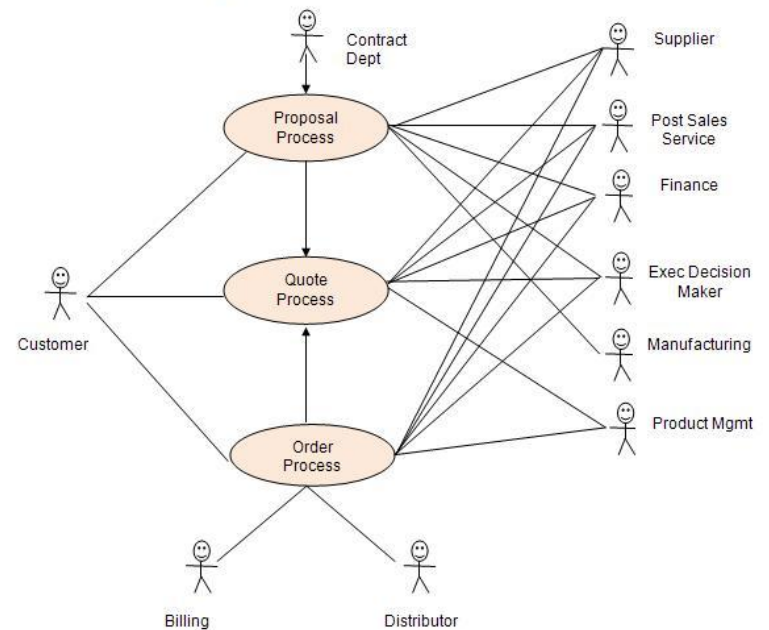 Contract
Dept
Supplier
Proposal
Process
Post Sales
Service
Finance
Quote
Process
Exec Decision
Maker
Customer
Manufacturing
Product Mgmt
Order
Process
Billing
Distributor